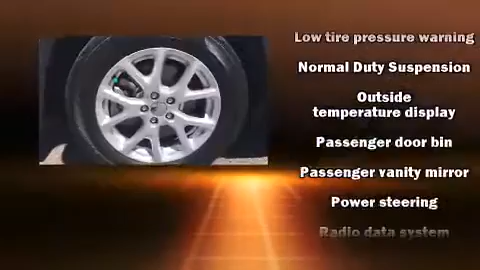 Low tire pressure warning
Normal Duty Suspension
Outside
temperature display
Passenger door bin
Passenger vanity mirror
Power steering
Radio data system